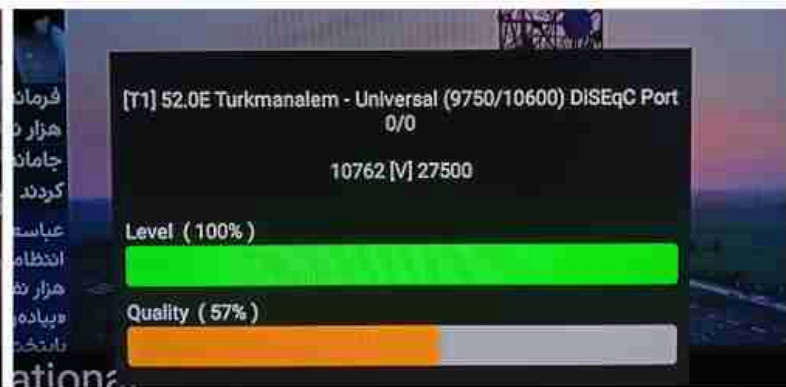 [T1] 52.0E Turkmanalem - Universal (9750/10600) DiSEqC Port
0/0
10762 [V] 27500
Level ( 100% )
Quality ( 57% )
هزار
کردند
هزار